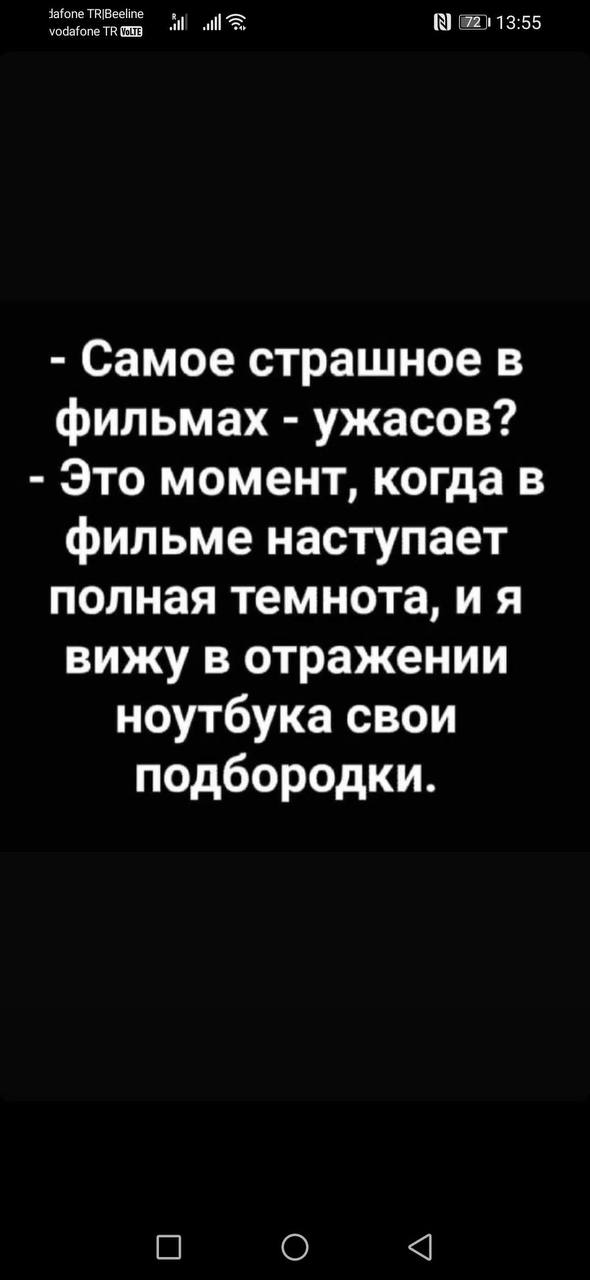 dafone TR|Beeline
vodafone TR VoLTE
R
72
13:55
- Самое страшное в
фильмах - ужасов?
- Это момент, когда в
фильме наступает
полная темнота, и я
вижу в отражении
ноутбука свои
подбородки.